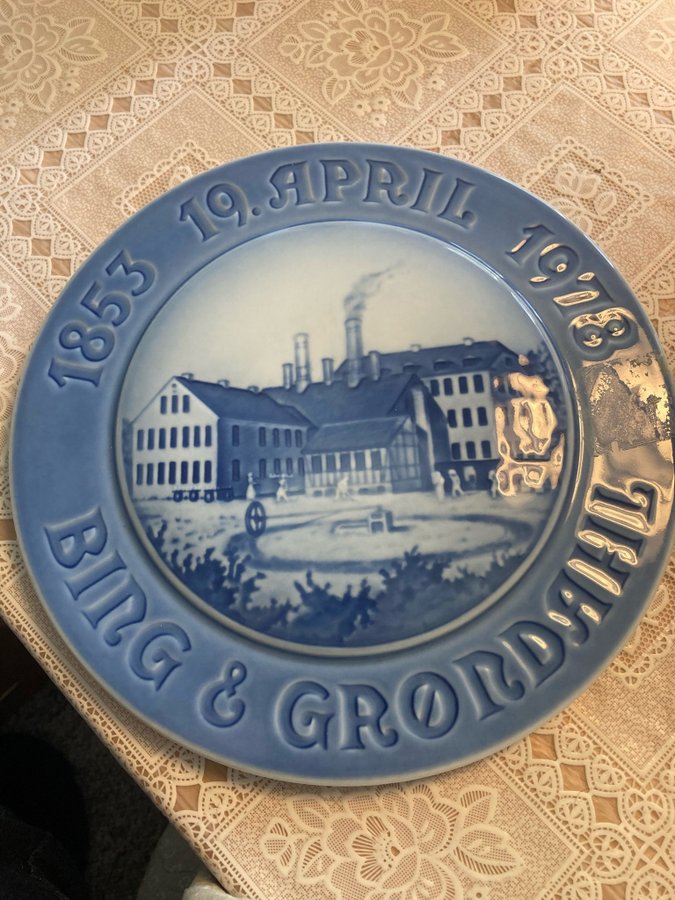 1853 19. APRIL 1978
BING & GRØNDAHL